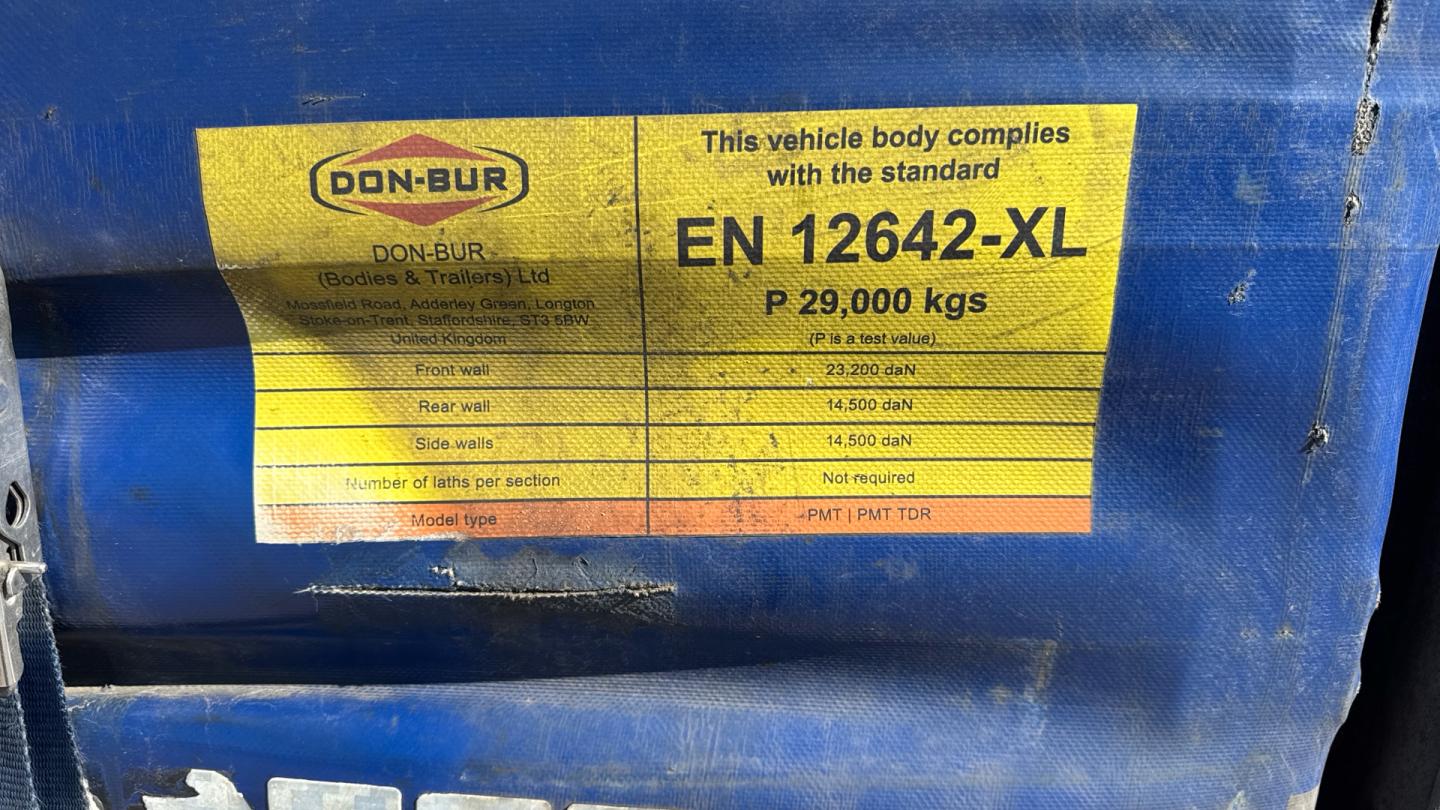 DON-BUR
DON-BUR
(Bodies & Trailers) Ltd
Mossfield Road, Adderley Green, Longton
Stoke-on-Trent, Staffordshire, ST3 5BW
United Kingdom
This vehicle body complies
with the standard
EN 12642-XL
P 29,000 kgs
(P is a test value)
Front wall 23,200 daN
Rear wall 14,500 daN
Side walls 14,500 daN
Number of laths per section Not required
Model type PMT | PMT TDR